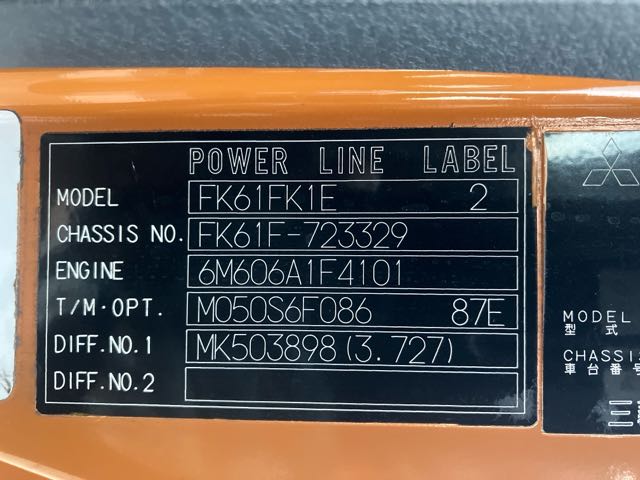 POWER LINE LABEL
MODEL FK61FK1E 2
CHASSIS NO. FK61F-723329
ENGINE 6M606A1F4101
T/M·OPT. M050S6F086 87E
DIFF.NO.1 MK503898(3.727)
DIFF.NO.2
MODEL
型式
CHASSIS
車台番号